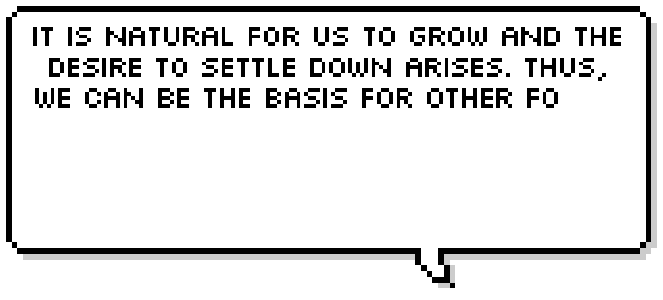 IT IS NATURAL FOR US TO GROW AND THE
DESIRE TO SETTLE DOWN ARISES. THUS,
WE CAN BE THE BASIS FOR OTHER FO